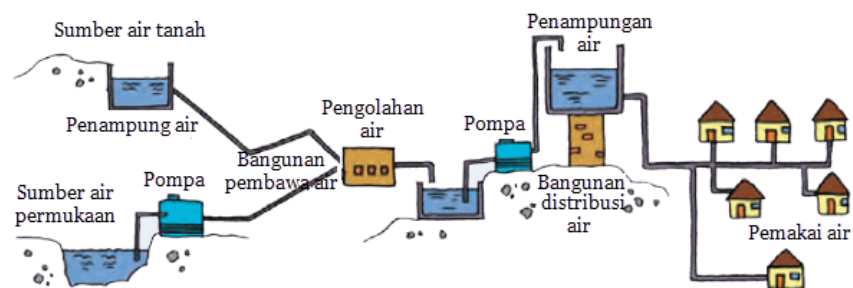 Sumber air tanah
Penampung air
Sumber air
permukaan
Pompa
Bangunan
pembawa air
Pengolahan
air
Pompa
Penampungan
air
Bangunan
distribusi
air
Pemakai air